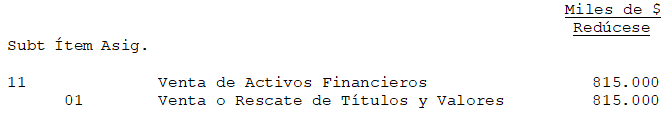 Miles de $
Redúcese
Subt Ítem Asig.
11 Venta de Activos Financieros 815.000
01 Venta o Rescate de Títulos y Valores 815.000